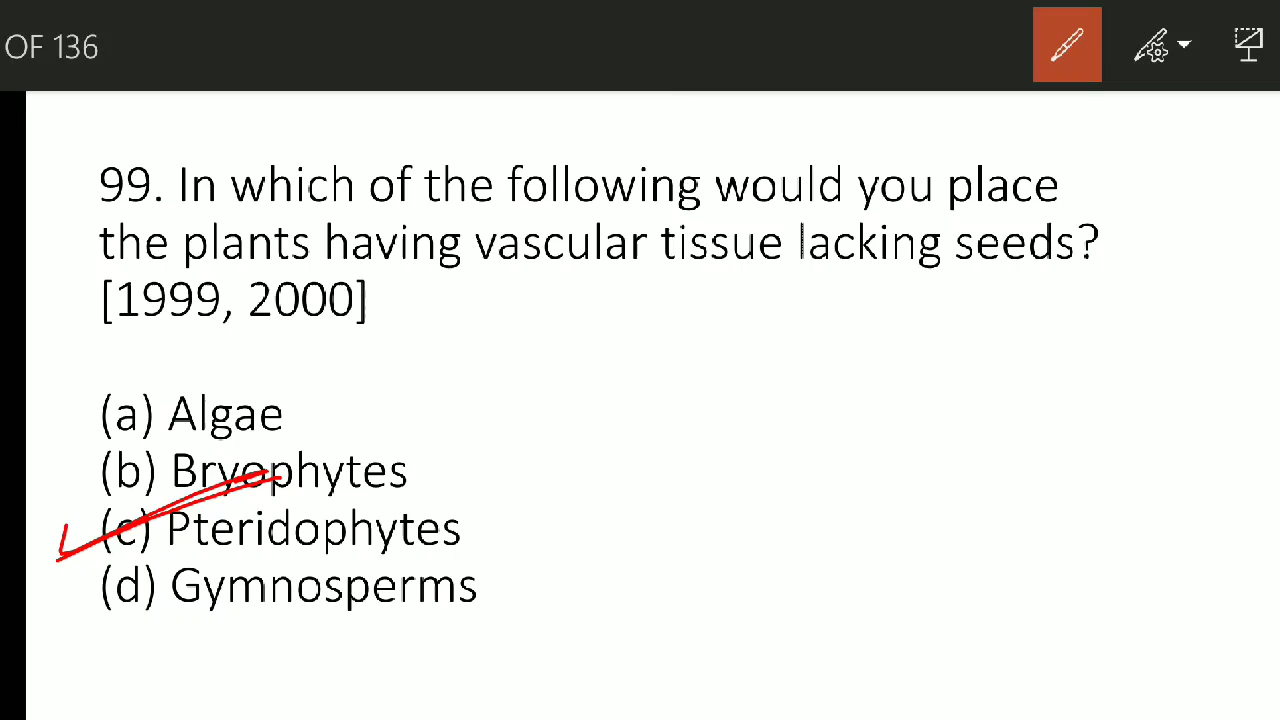 OF 136
99. In which of the following would you place
the plants having vascular tissue lacking seeds?
[1999, 2000]
(a) Algae
(b) Bryophytes
(c) Pteridophytes
(d) Gymnosperms